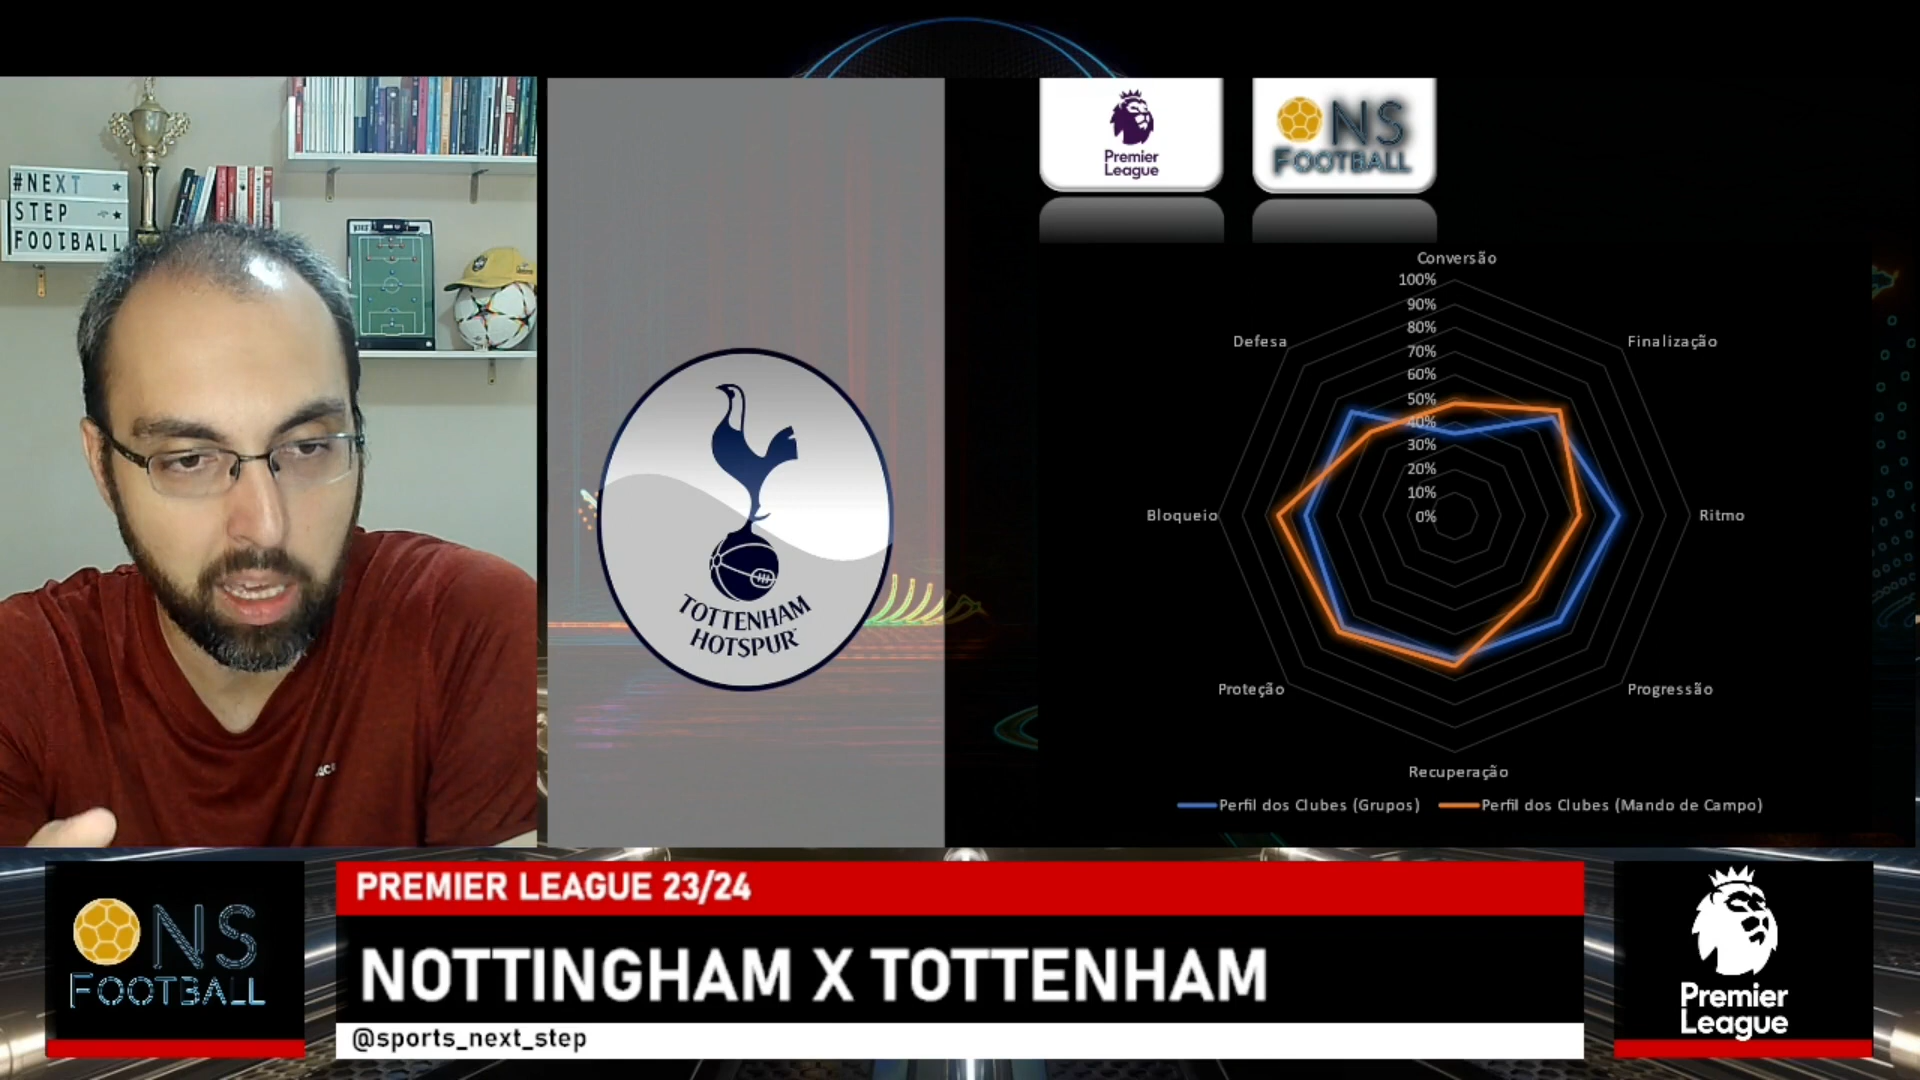 #NEXT
STEP
FOOTBALL
TOTTENHAM
HOTSPUR
Premier
League
NS
FOOTBALL
Conversão
100%
90%
80%
70%
60%
50%
40%
30%
20%
10%
0%
Defesa
Finalização
Bloqueio
Ritmo
Proteção
Progressão
Recuperação
Perfil dos Clubes (Grupos)
Perfil dos Clubes (Mando de Campo)
NS
FOOTBALL
PREMIER LEAGUE 23/24
NOTTINGHAM X TOTTENHAM
@sports_next_step
Premier
League